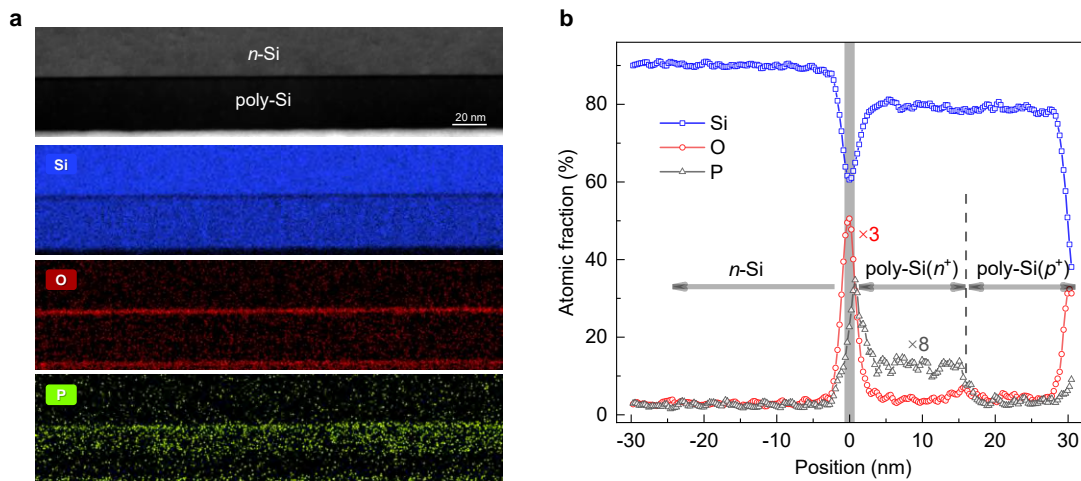 a
n-Si
poly-Si
20 nm
Si
O
P
b
Atomic fraction (%)
80
60
40
20
0
Si
O
P
×3
n-Si
poly-Si(n⁺)
poly-Si(p⁺)
×8
-30
-20
-10
0
10
20
30
Position (nm)